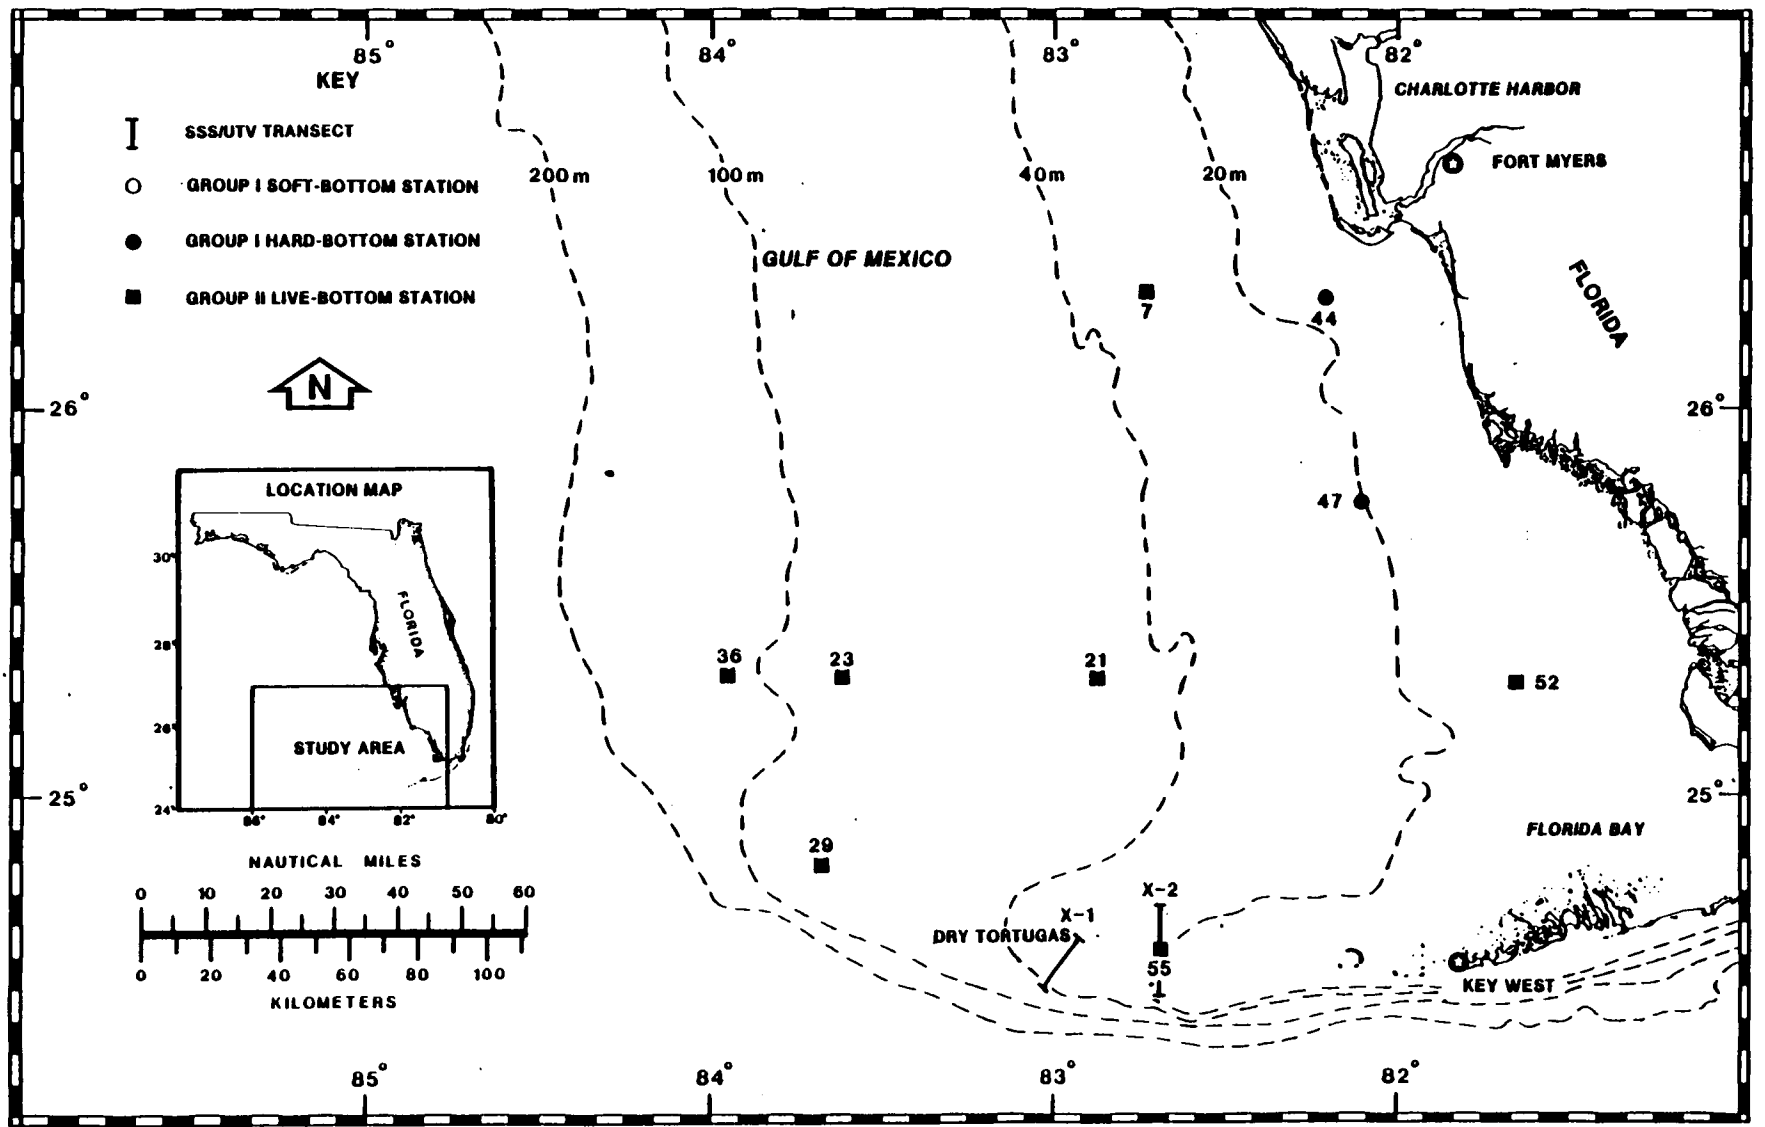 85°
84°
83°
82°
KEY
SSS/UTV TRANSECT
GROUP I SOFT-BOTTOM STATION
GROUP I HARD-BOTTOM STATION
GROUP II LIVE-BOTTOM STATION
N
200m
100m
40m
20m
CHARLOTTE HARBOR
FORT MYERS
GULF OF MEXICO
FLORIDA
7
44
26°
26°
47
LOCATION MAP
30°
28°
26°
24°
FLORIDA
STUDY AREA
86°
84°
82°
80°
36
23
21
52
25°
25°
FLORIDA BAY
29
X-2
X-1
DRY TORTUGAS
55
KEY WEST
NAUTICAL MILES
0 10 20 30 40 50 60
0 20 40 60 80 100
KILOMETERS
85°
84°
83°
82°